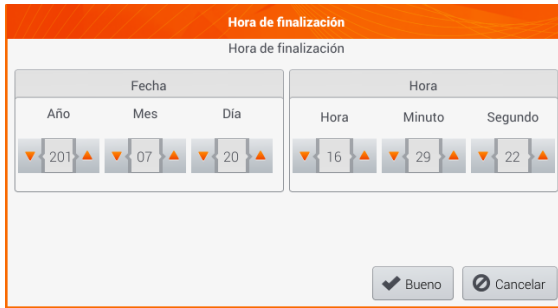 Hora de finalización
Hora de finalización
Fecha
Hora
Año Mes Día
Hora Minuto Segundo
201 07 20
16 29 22
Bueno Cancelar